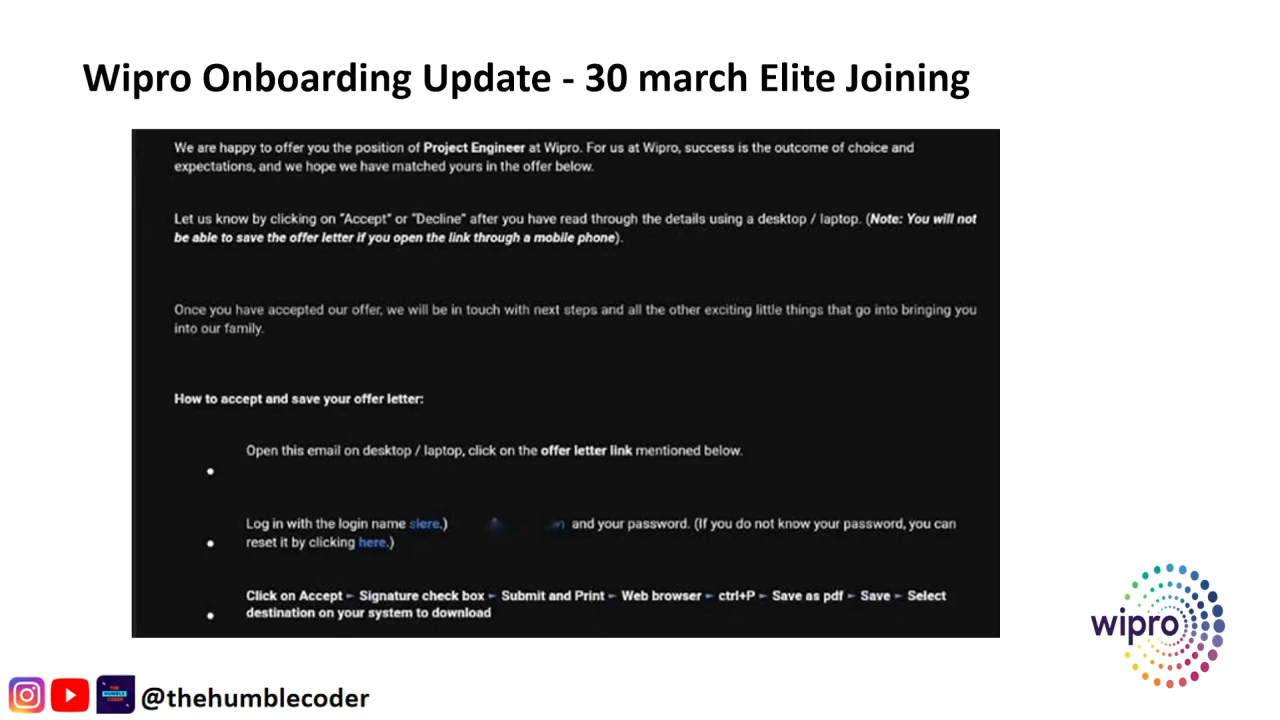 Wipro Onboarding Update - 30 march Elite Joining
We are happy to offer you the position of Project Engineer at Wipro. For us at Wipro, success is the outcome of choice and
expectations, and we hope we have matched yours in the offer below.
Let us know by clicking on “Accept” or “Decline” after you have read through the details using a desktop / laptop. (Note: You will not
be able to save the offer letter if you open the link through a mobile phone).
Once you have accepted our offer, we will be in touch with next steps and all the other exciting little things that go into bringing you
into our family.
How to accept and save your offer letter:
Open this email on desktop / laptop, click on the offer letter link mentioned below.
Log in with the login name and your password. (If you do not know your password, you can
reset it by clicking here.)
Click on Accept – Signature check box – Submit and Print – Web browser – ctrl+P – Save as pdf – Save – Select
destination on your system to download
wipro
THE HUMBLE CODER
@thehumblecoder